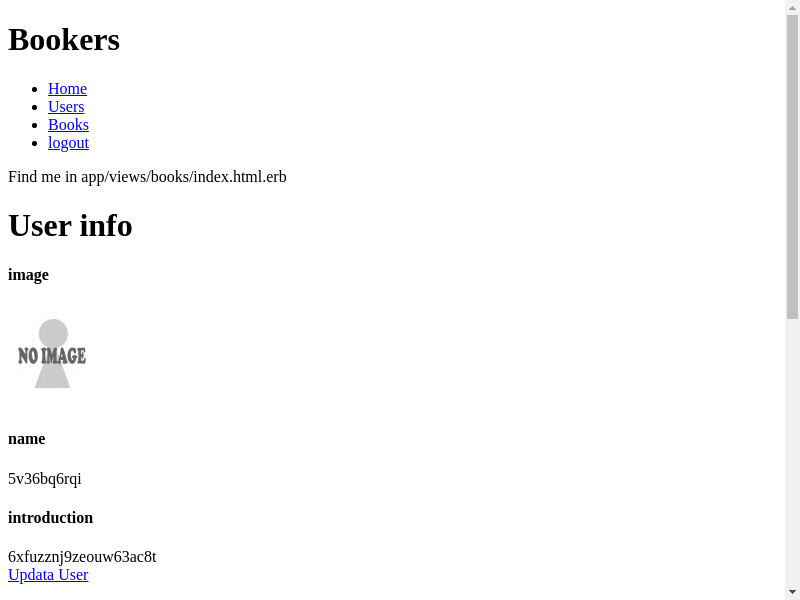 Bookers
Home
Users
Books
logout
Find me in app/views/books/index.html.erb
User info
image
NO IMAGE
name
5v36bq6rqi
introduction
6xfuzznj9zeouw63ac8t
Updata User